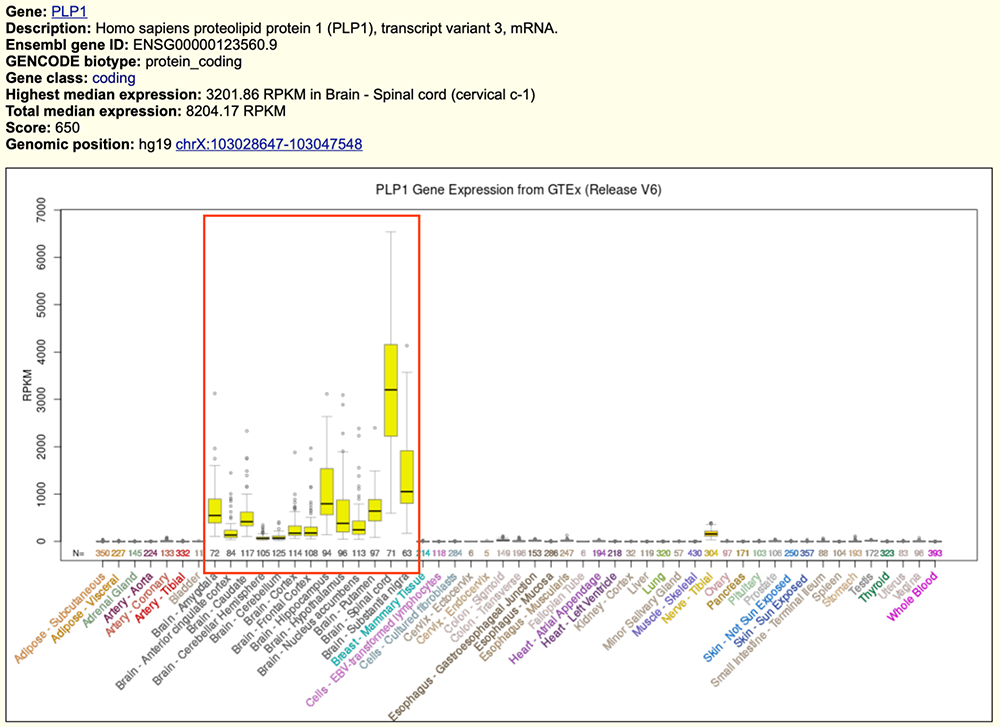 Gene: PLP1
Description: Homo sapiens proteolipid protein 1 (PLP1), transcript variant 3, mRNA.
Ensembl gene ID: ENSG00000123560.9
GENCODE biotype: protein_coding
Gene class: coding
Highest median expression: 3201.86 RPKM in Brain - Spinal cord (cervical c-1)
Total median expression: 8204.17 RPKM
Score: 650
Genomic position: hg19 chrX:103028647-103047548
PLP1 Gene Expression from GTEx (Release V6)
RPKM
7000
6000
5000
4000
3000
2000
1000
0
N= 350 227 145 224 133 332 11 72 84 117 105 125 114 108 94 96 113 97 71 63 214 118 284 6 5 149 196 153 286 247 6 194 218 32 119 320 57 430 304 97 171 103 106 250 357 88 104 193 172 323 83 96 393
Adipose - Subcutaneous
Adipose - Visceral
Adrenal Gland
Artery - Aorta
Artery - Coronary
Artery - Tibial
Bladder
Brain - Amygdala
Brain - Anterior cingulate cortex
Brain - Caudate
Brain - Cerebellar Hemisphere
Brain - Cerebellum
Brain - Cortex
Brain - Frontal Cortex
Brain - Hippocampus
Brain - Hypothalamus
Brain - Nucleus accumbens
Brain - Putamen
Brain - Spinal cord
Brain - Substantia nigra
Breast - Mammary Tissue
Cells - EBV-transformed lymphocytes
Cells - Cultured fibroblasts
Cervix - Ectocervix
Cervix - Endocervix
Colon - Sigmoid
Colon - Transverse
Esophagus - Gastroesophageal Junction
Esophagus - Mucosa
Esophagus - Muscularis
Fallopian Tube
Heart - Atrial Appendage
Heart - Left Ventricle
Kidney - Cortex
Liver
Lung
Minor Salivary Gland
Muscle - Skeletal
Nerve - Tibial
Ovary
Pancreas
Pituitary
Prostate
Skin - Not Sun Exposed
Skin - Sun Exposed
Small Intestine - Terminal Ileum
Spleen
Stomach
Testis
Thyroid
Uterus
Vagina
Whole Blood